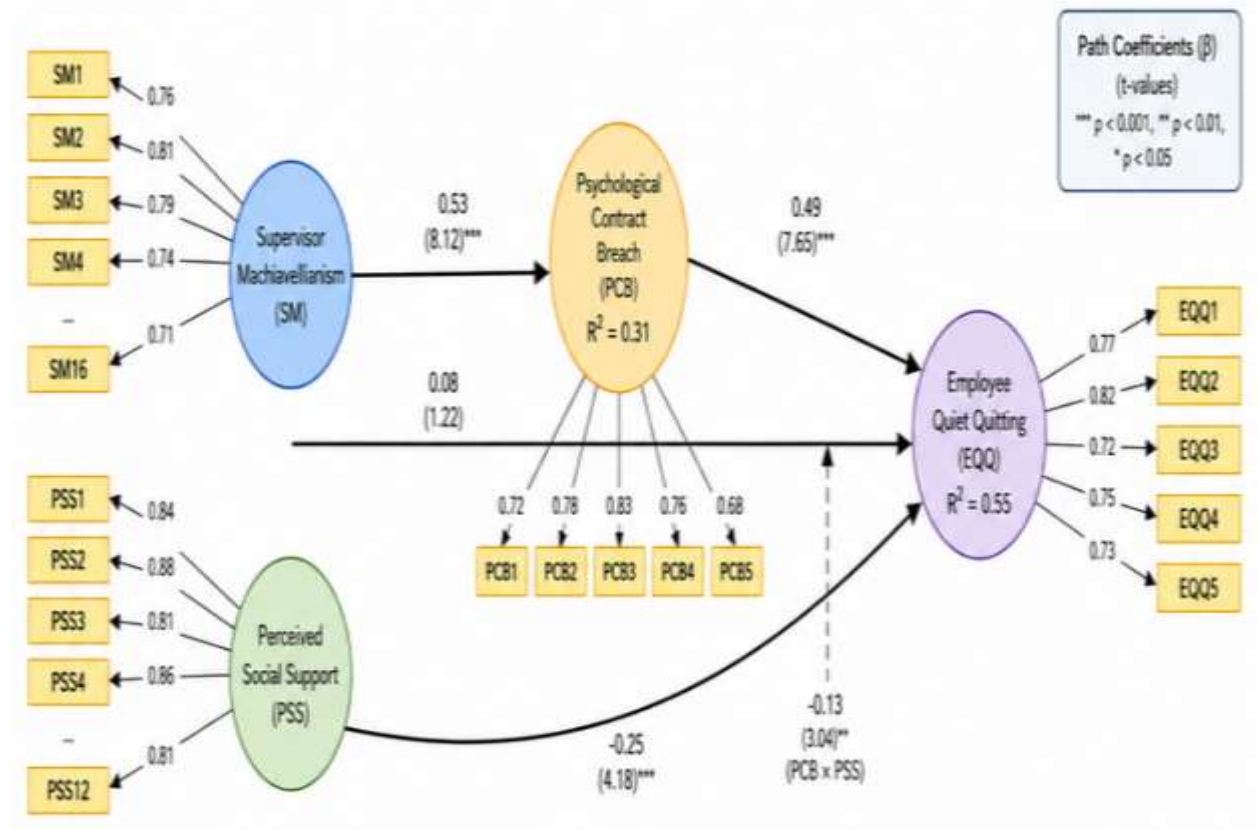 Path Coefficients (β)
(t-values)
*** p < 0.001, ** p < 0.01,
* p < 0.05
SM1
0.76
SM2
0.81
SM3
0.79
SM4
0.74
...
SM16
0.71
Supervisor
Machiavellianism
(SM)
0.53
(8.12)***
Psychological
Contract
Breach
(PCB)
R² = 0.31
0.49
(7.65)***
0.08
(1.22)
0.72
0.78
0.83
0.76
0.68
PCB1
PCB2
PCB3
PCB4
PCB5
Employee
Quiet Quitting
(EQQ)
R² = 0.55
0.77
EQQ1
0.82
EQQ2
0.72
EQQ3
0.75
EQQ4
0.73
EQQ5
PSS1
0.84
PSS2
0.88
PSS3
0.81
PSS4
0.86
...
PSS12
0.81
Perceived
Social Support
(PSS)
-0.25
(4.18)***
-0.13
(3.04)**
(PCB × PSS)